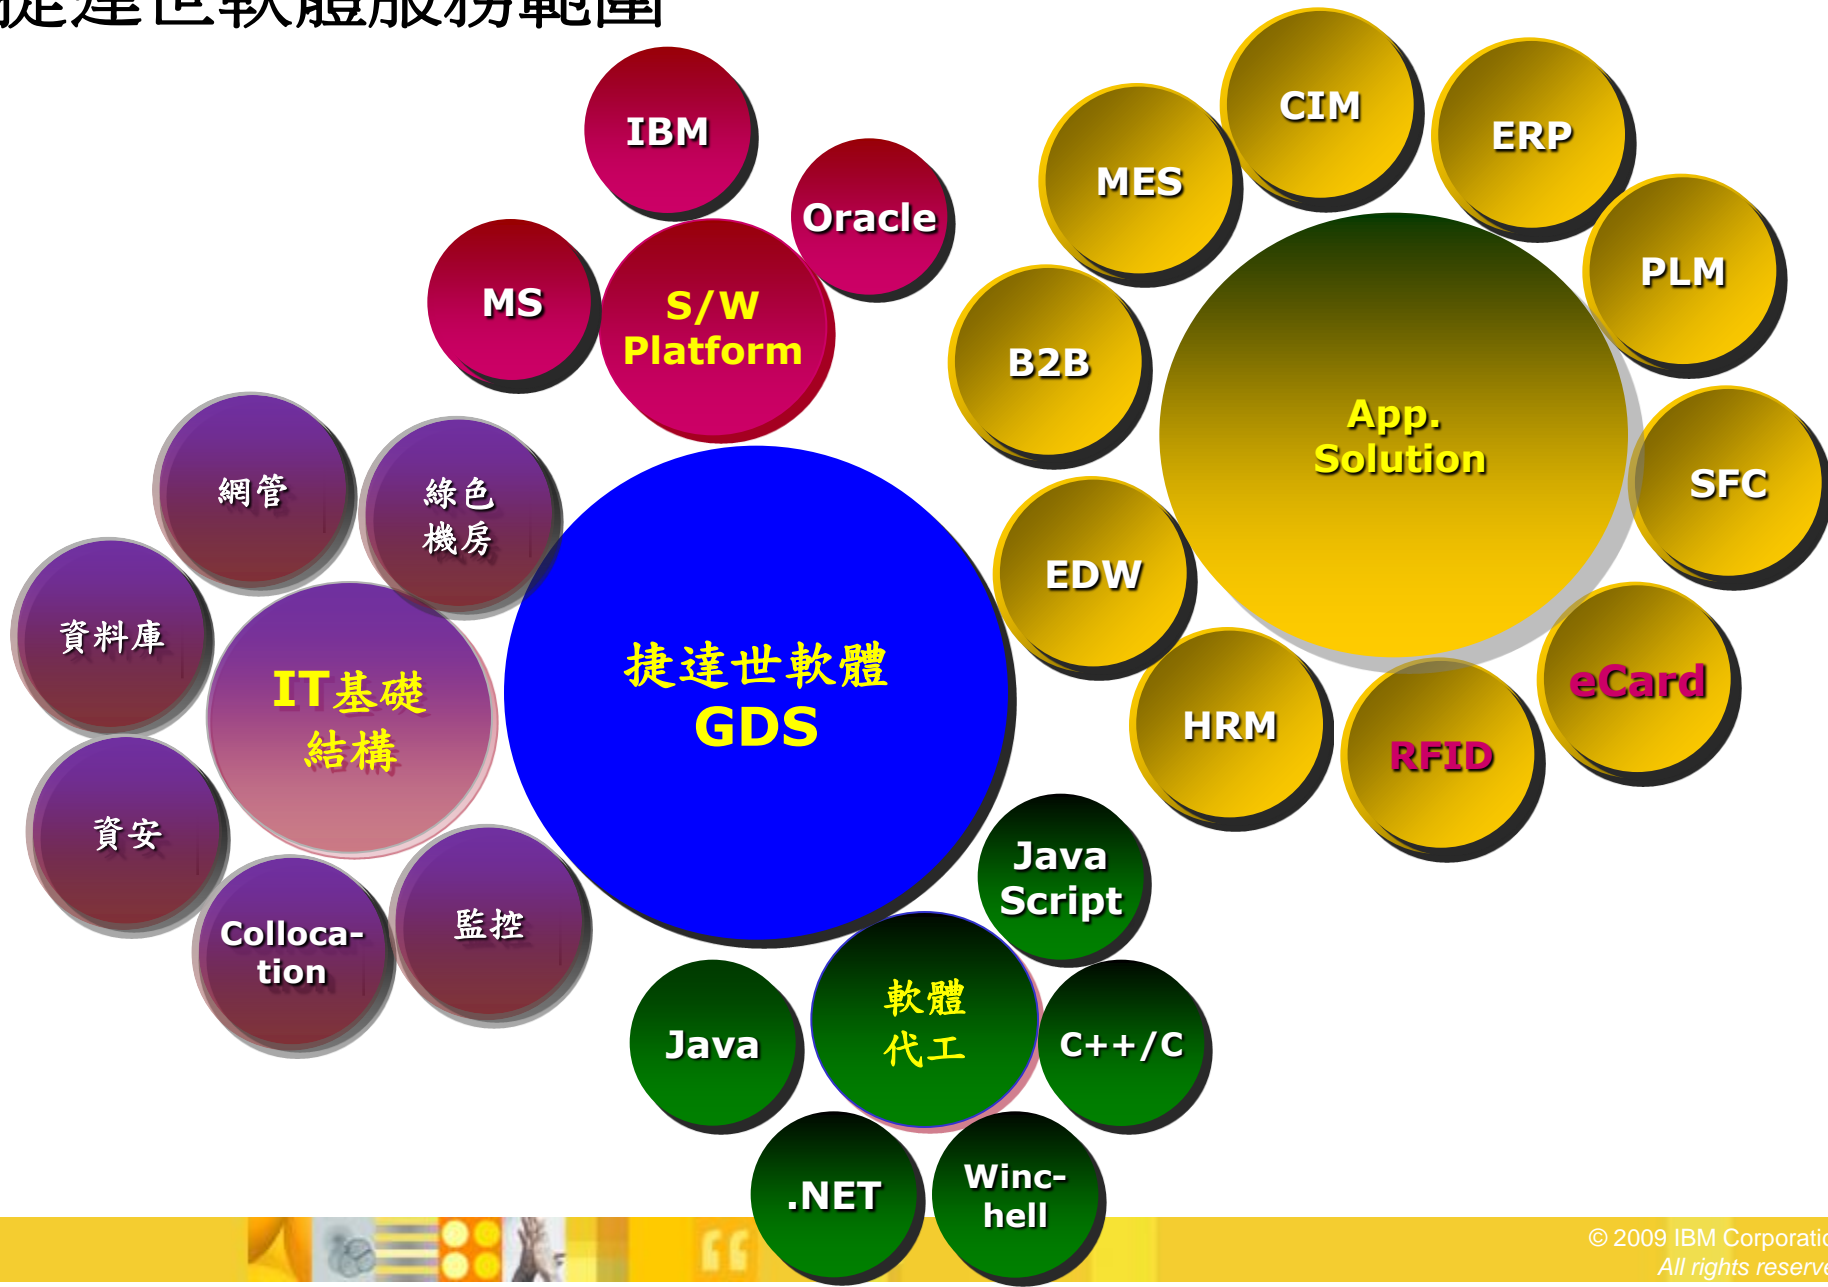 捷達世軟體服務範圍
IBM
Oracle
MS
S/W
Platform
CIM
ERP
MES
PLM
B2B
App.
Solution
SFC
EDW
eCard
HRM
RFID
網管
綠色
機房
資料庫
IT基礎
結構
資安
Colloca-
tion
監控
捷達世軟體
GDS
Java
Script
軟體
代工
Java
C++/C
.NET
Winc-
hell
© 2009 IBM Corporatio
All rights reserve